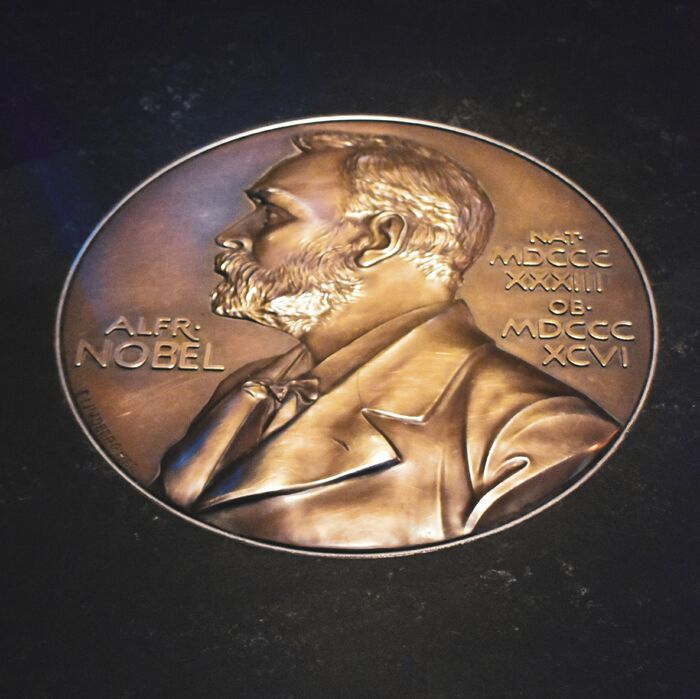 ALFR·
NOBEL
NAT·
MDCCC
XXXIII
OB·
MDCCC
XCVI